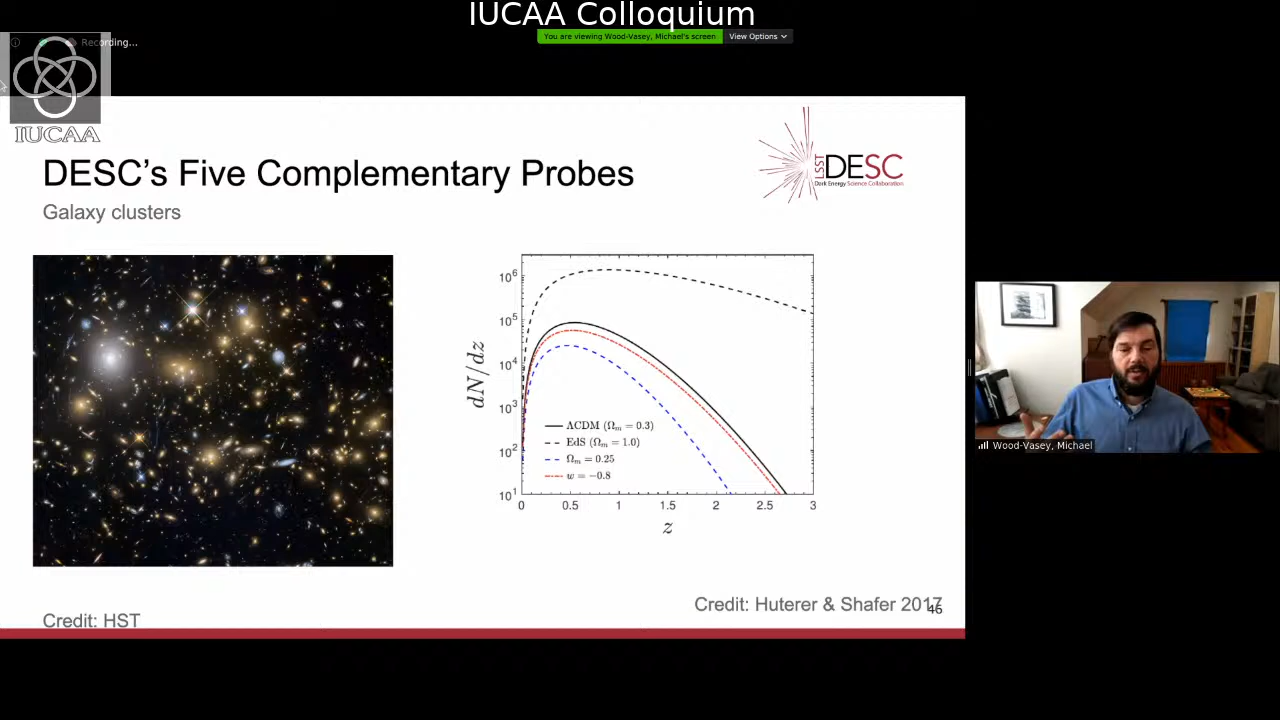 IUCAA Colloquium
You are viewing Wood-Vasey, Michael's screen
View Options
Recording...
IUCAA
DESC's Five Complementary Probes
Galaxy clusters
LSST DESC
Dark Energy Science Collaboration
dN/dz
10⁶
10⁵
10⁴
10³
10²
10¹
ΛCDM (Ωₘ = 0.3)
EdS (Ωₘ = 1.0)
Ωₘ = 0.25
w = −0.8
0 0.5 1 1.5 2 2.5 3
z
Wood-Vasey, Michael
Credit: Huterer & Shafer 2017
46
Credit: HST